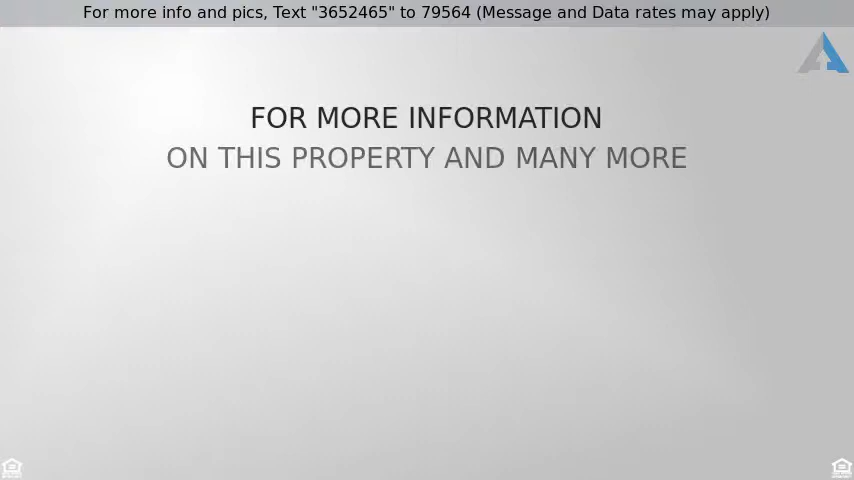 For more info and pics, Text "3652465" to 79564 (Message and Data rates may apply)
FOR MORE INFORMATION
ON THIS PROPERTY AND MANY MORE